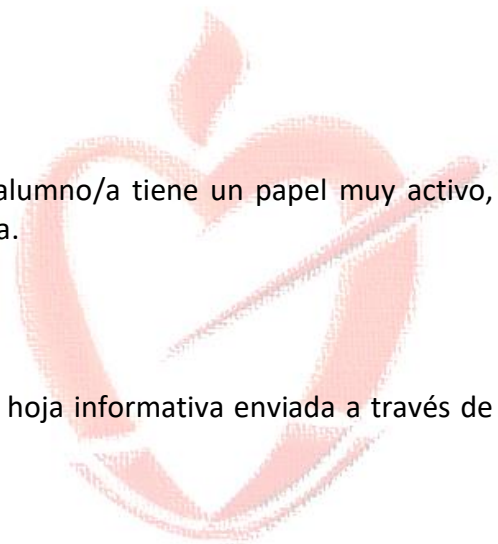 alumno/a tiene un papel muy activo,
a.
hoja informativa enviada a través de